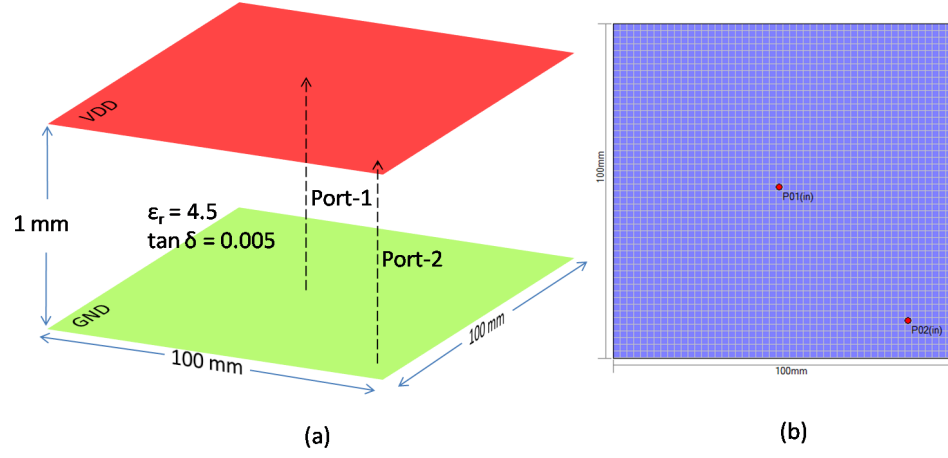 VDD
1 mm
Port-1
εr = 4.5
tan δ = 0.005
Port-2
GND
100 mm
100 mm
(a)
100mm
P01(in)
P02(in)
100mm
(b)